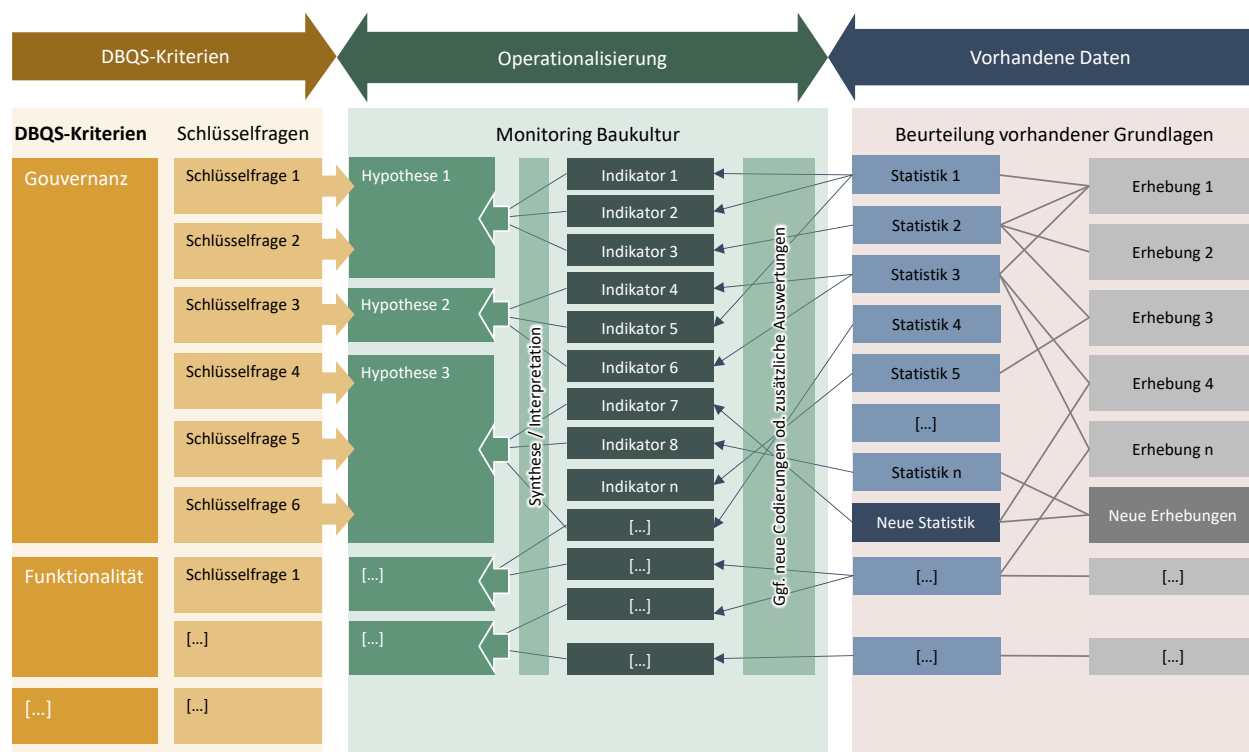 DBQS-Kriterien
Operationalisierung
Vorhandene Daten
DBQS-Kriterien
Schlüsselfragen
Monitoring Baukultur
Beurteilung vorhandener Grundlagen
Gouvernanz
Funktionalität
[...]
Schlüsselfrage 1
Schlüsselfrage 2
Schlüsselfrage 3
Schlüsselfrage 4
Schlüsselfrage 5
Schlüsselfrage 6
Schlüsselfrage 1
[...]
[...]
Hypothese 1
Hypothese 2
Hypothese 3
[...]
[...]
Synthese / Interpretation
Indikator 1
Indikator 2
Indikator 3
Indikator 4
Indikator 5
Indikator 6
Indikator 7
Indikator 8
Indikator n
[...]
[...]
[...]
[...]
Ggf. neue Codierungen od. zusätzliche Auswertungen
Statistik 1
Statistik 2
Statistik 3
Statistik 4
Statistik 5
[...]
Statistik n
Neue Statistik
[...]
[...]
Erhebung 1
Erhebung 2
Erhebung 3
Erhebung 4
Erhebung n
Neue Erhebungen
[...]
[...]